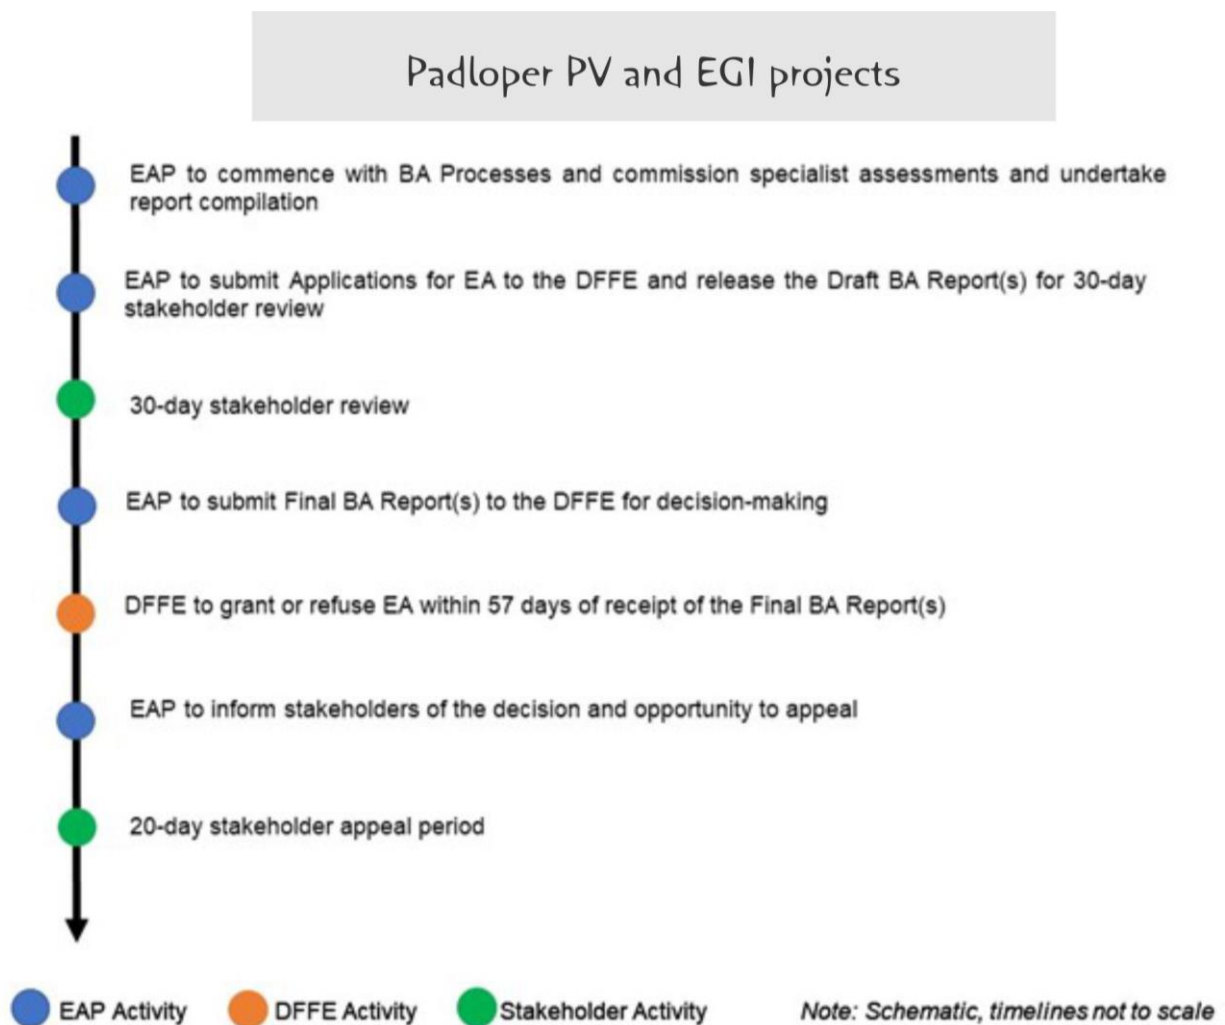 Padloper PV and EGI projects
EAP to commence with BA Processes and commission specialist assessments and undertake
report compilation
EAP to submit Applications for EA to the DFFE and release the Draft BA Report(s) for 30-day
stakeholder review
30-day stakeholder review
EAP to submit Final BA Report(s) to the DFFE for decision-making
DFFE to grant or refuse EA within 57 days of receipt of the Final BA Report(s)
EAP to inform stakeholders of the decision and opportunity to appeal
20-day stakeholder appeal period
EAP Activity
DFFE Activity
Stakeholder Activity
Note: Schematic, timelines not to scale